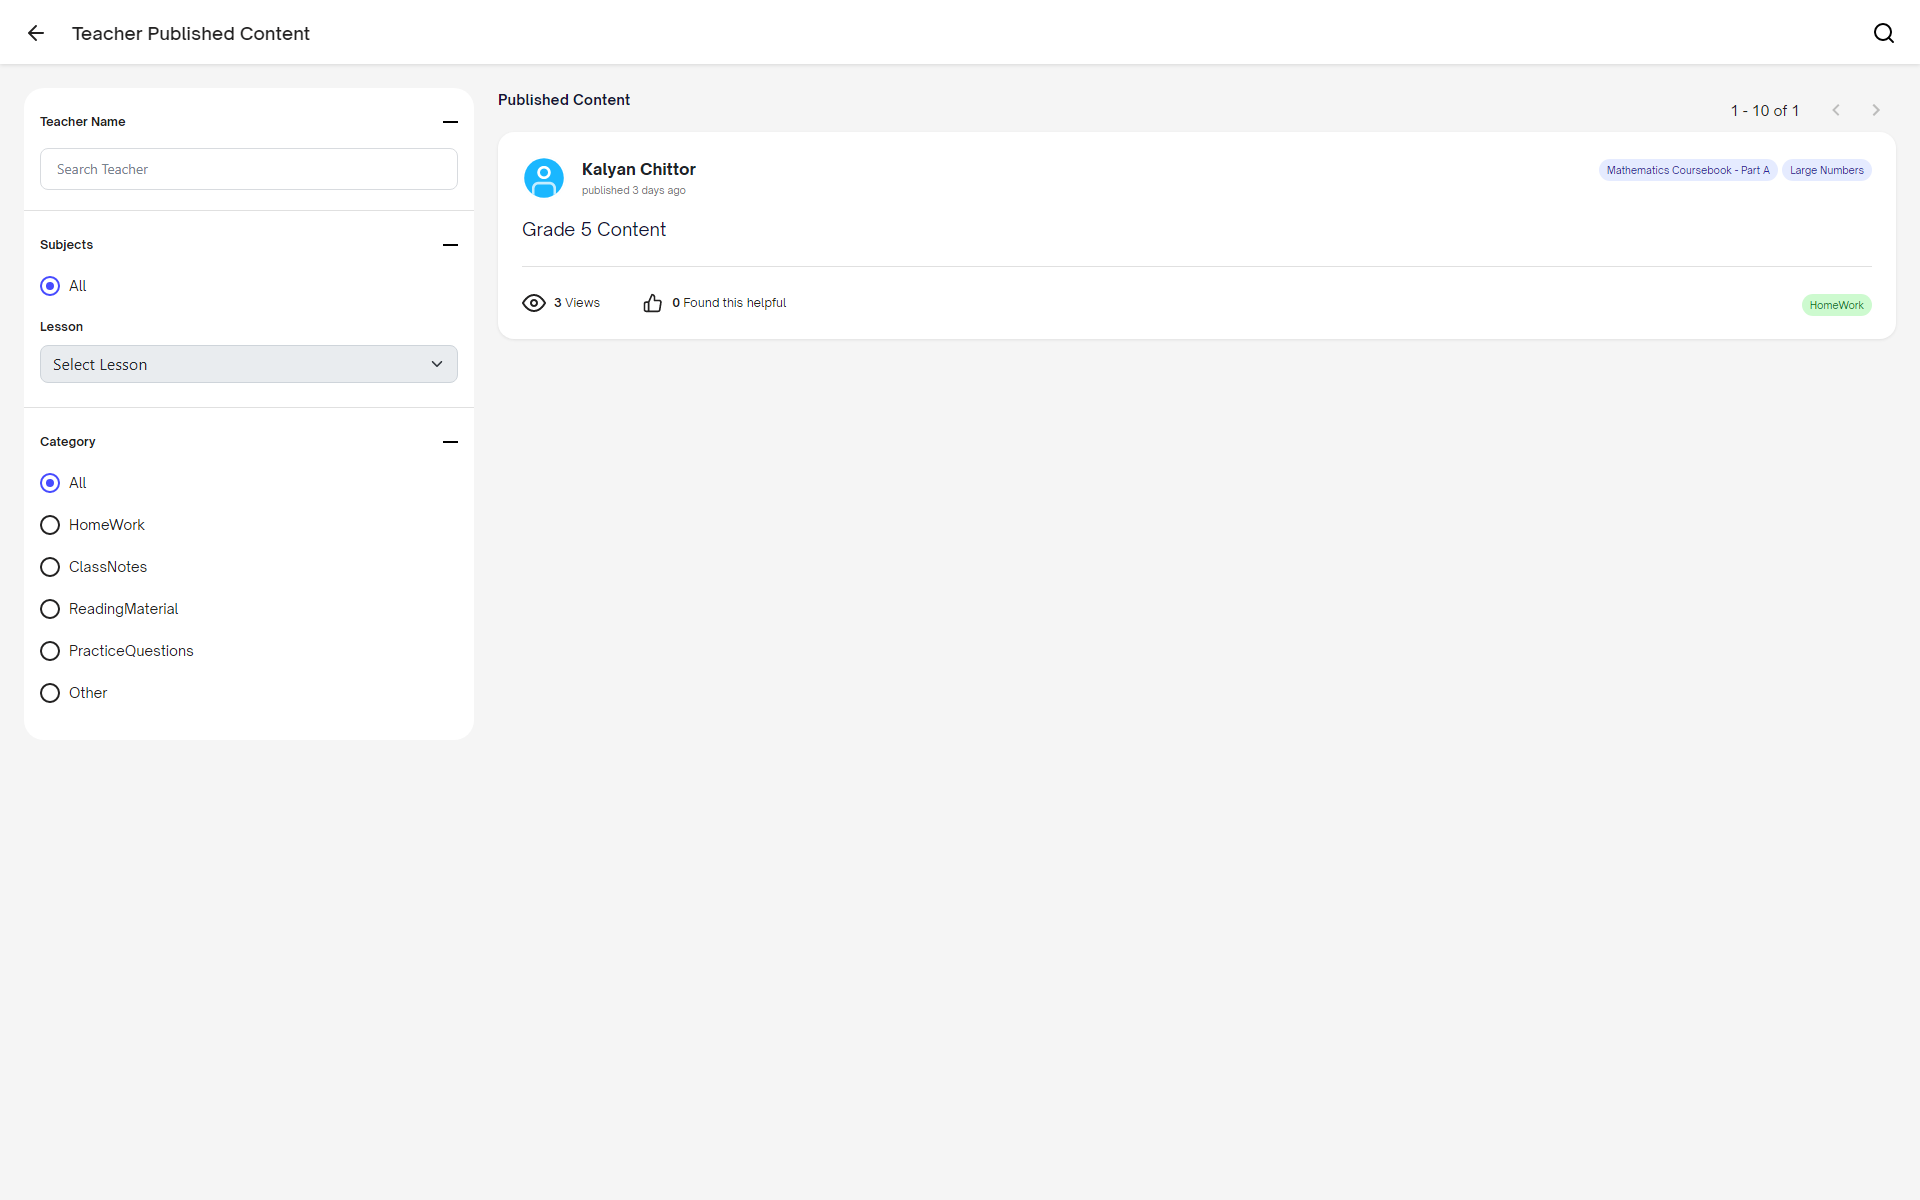 Teacher Published Content
Teacher Name
Search Teacher
Subjects
All
Lesson
Select Lesson
Category
All
HomeWork
ClassNotes
ReadingMaterial
PracticeQuestions
Other
Published Content
1 - 10 of 1
Kalyan Chittor
published 3 days ago
Mathematics Coursebook - Part A
Large Numbers
Grade 5 Content
3 Views
0 Found this helpful
HomeWork